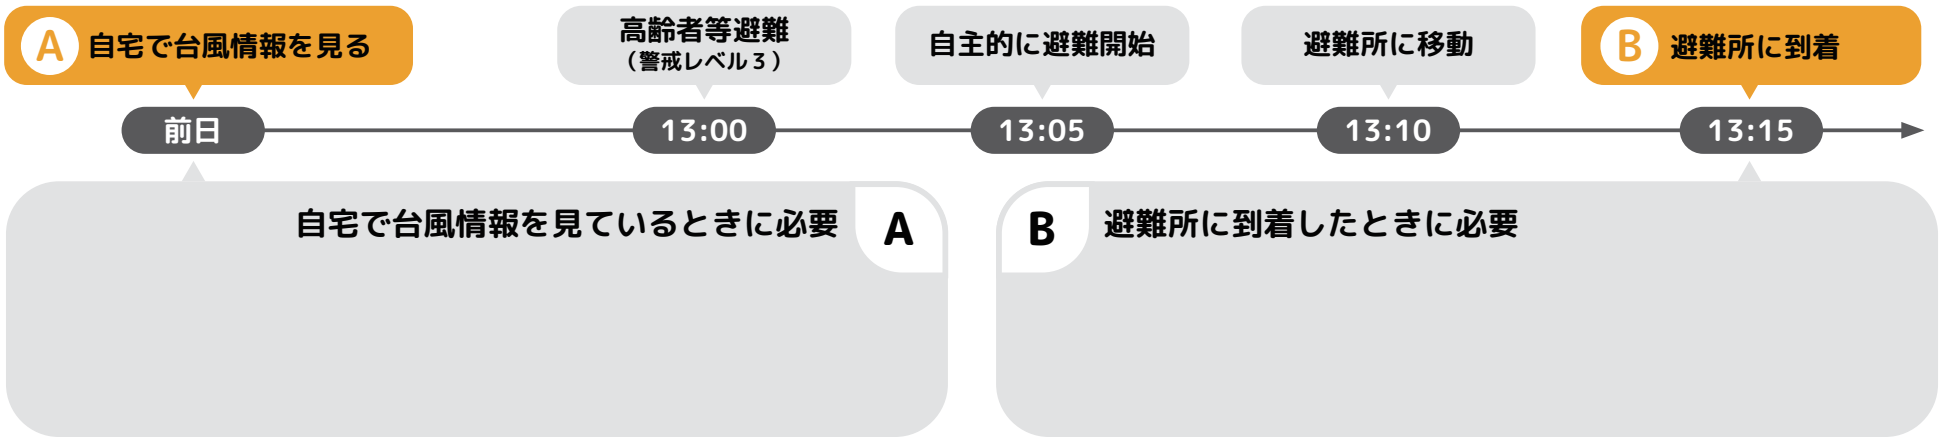 A 自宅で台風情報を見る
高齢者等避難
（警戒レベル３）
自主的に避難開始
避難所に移動
B 避難所に到着
前日
13:00
13:05
13:10
13:15
自宅で台風情報を見ているときに必要 A
B 避難所に到着したときに必要